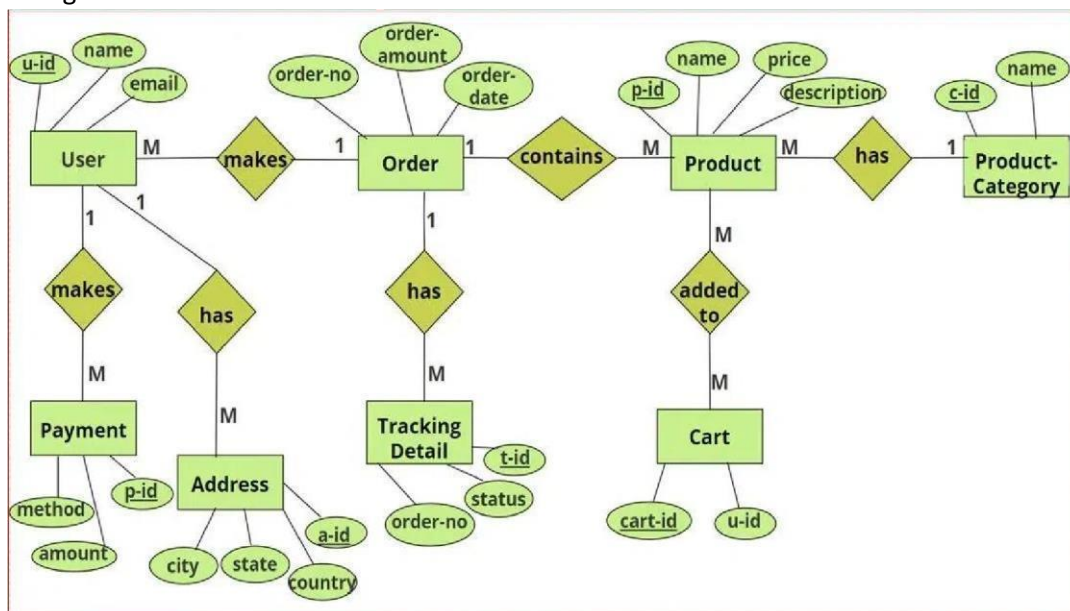 u-id
name
email
order-no
order-
amount
order-
date
p-id
name
price
description
c-id
name
User
M
makes
1
Order
1
contains
M
Product
M
has
1
Product-
Category
1
1
1
M
makes
has
has
added
to
M
M
M
M
Payment
Address
Tracking
Detail
Cart
method
amount
p-id
city
state
country
a-id
order-no
status
t-id
cart-id
u-id